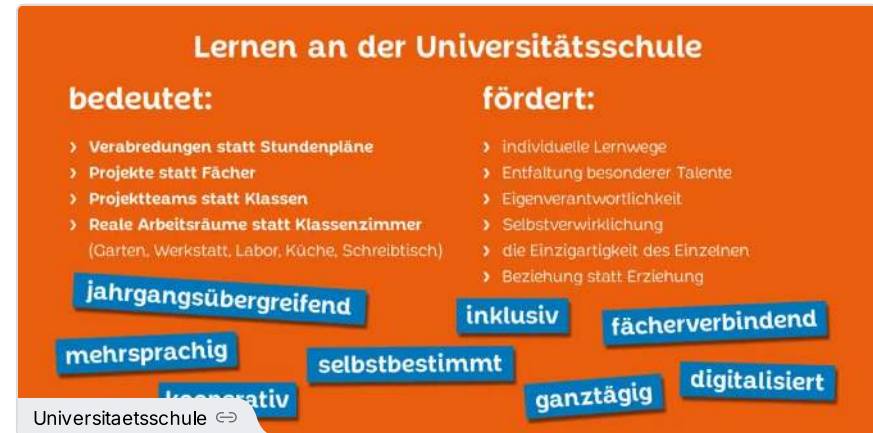 Lernen an der Universitätsschule
bedeutet:
› Verabredungen statt Stundenpläne
› Projekte statt Fächer
› Projektteams statt Klassen
› Reale Arbeitsräume statt Klassenzimmer
(Garten, Werkstatt, Labor, Küche, Schreibtisch)
fördert:
› individuelle Lernwege
› Entfaltung besonderer Talente
› Eigenverantwortlichkeit
› Selbstverwirklichung
› die Einzigartigkeit des Einzelnen
› Beziehung statt Erziehung
jahrgangsübergreifend
inklusiv
fächerverbindend
mehrsprachig
selbstbestimmt
ganztägig
digitalisiert
Universitaetsschule